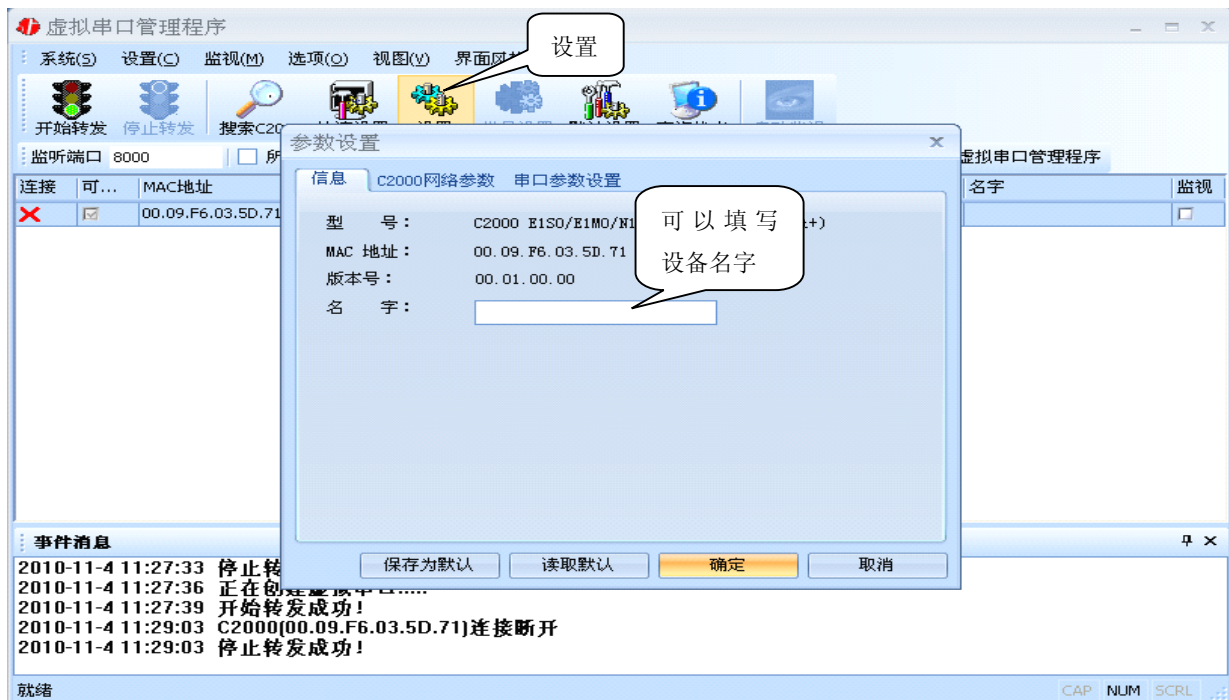 虚拟串口管理程序
设置
系统(S) 设置(C) 监视(M) 选项(O) 视图(V) 界面风
开始转发 停止转发 搜索C20
监听端口 8000 所
虚拟串口管理程序
连接 可... MAC地址 名字 监视
00.09.F6.03.5D.71
参数设置
信息 C2000网络参数 串口参数设置
型 号： C2000 E1SO/E1MO/N1 t+)
MAC 地址： 00.09.F6.03.5D.71
版本号： 00.01.00.00
名 字：
可以填写
设备名字
保存为默认 读取默认 确定 取消
事件消息
2010-11-4 11:27:33 停止转
2010-11-4 11:27:36 正在创建虚拟串口.....
2010-11-4 11:27:39 开始转发成功!
2010-11-4 11:29:03 C2000(00.09.F6.03.5D.71)连接断开
2010-11-4 11:29:03 停止转发成功!
就绪 CAP NUM SCRL